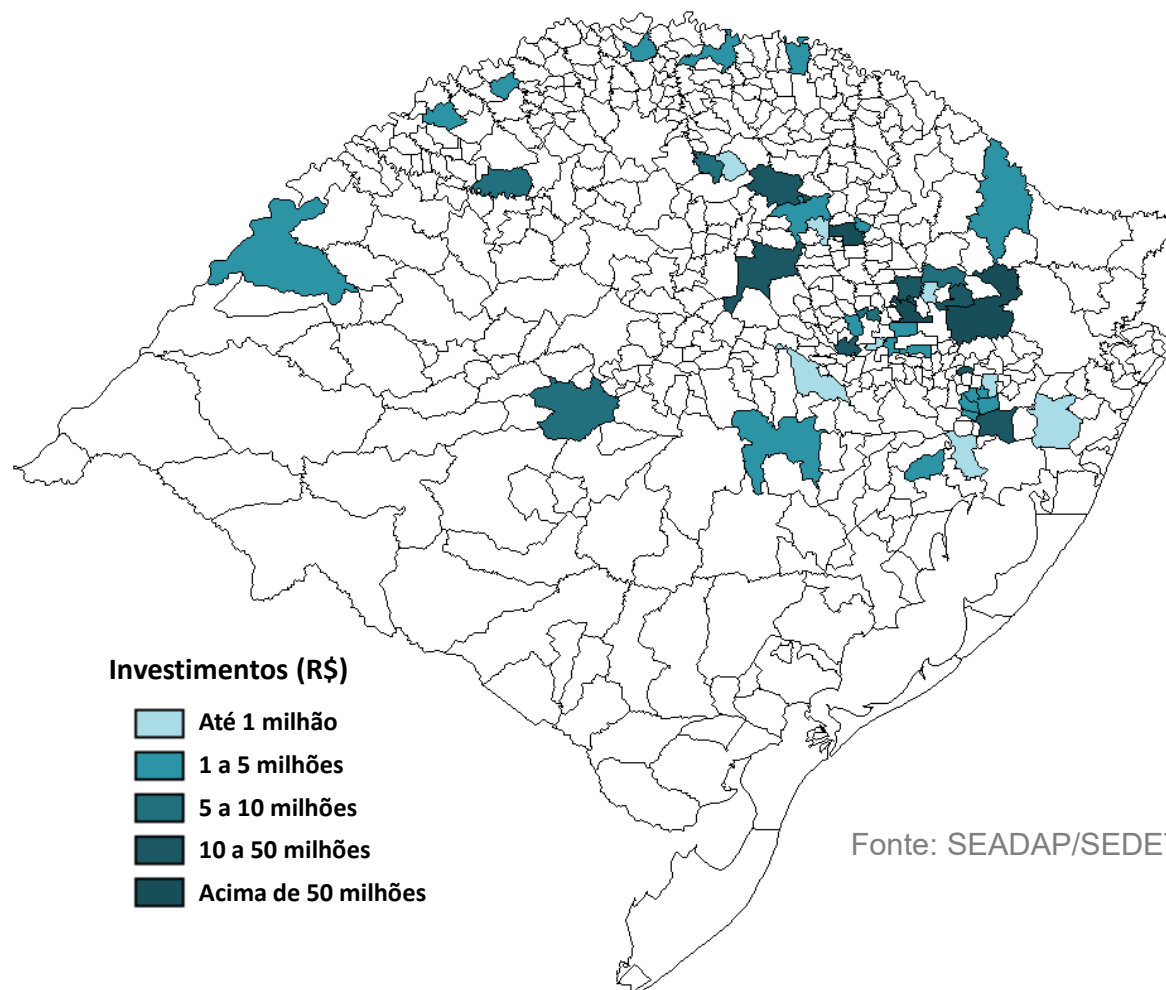 Investimentos (R$)
Até 1 milhão
1 a 5 milhões
5 a 10 milhões
10 a 50 milhões
Acima de 50 milhões
Fonte: SEADAP/SEDET